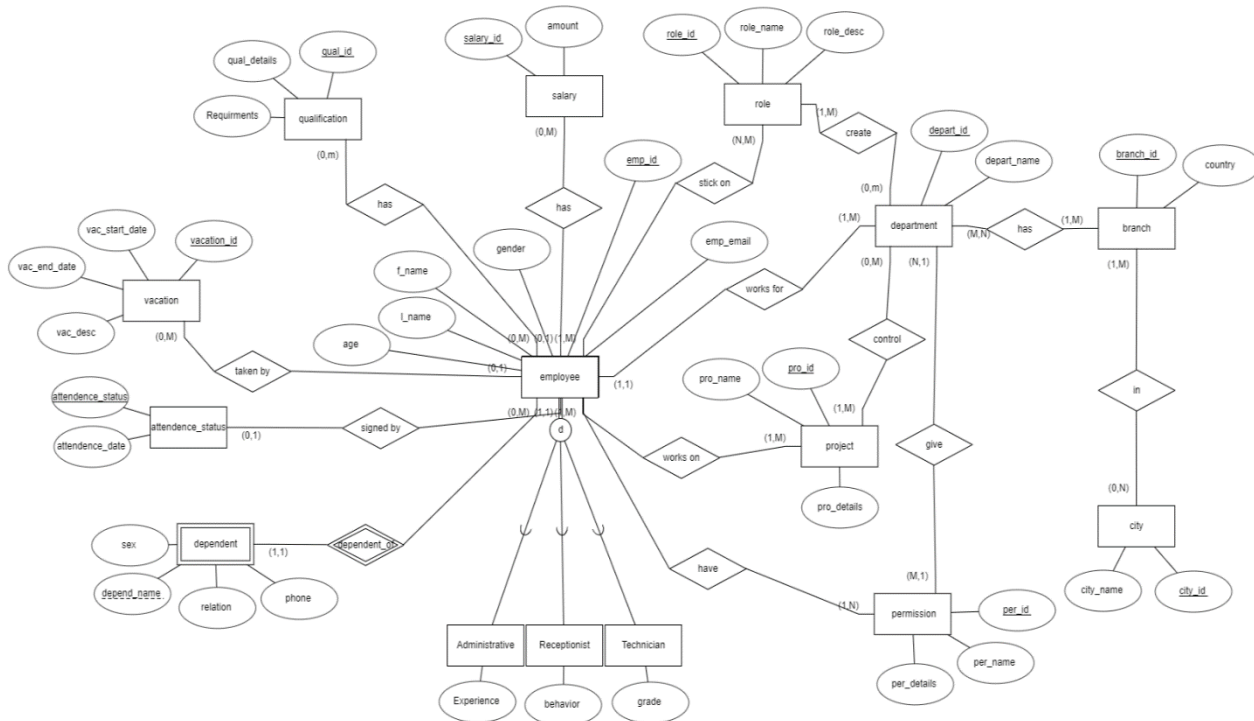 amount
role_name
salary_id
role_id
role_desc
qual_id
qual_details
salary
role
Requirments
qualification
(0,M)
(N,M)
(1,M)
create
depart_id
(0,m)
emp_id
stick on
depart_name
branch_id
country
has
has
(0,m)
vac_start_date
vacation_id
gender
emp_email
(1,M)
department
(M,N)
has
(1,M)
branch
vac_end_date
f_name
(0,M)
(N,1)
(1,M)
vacation
l_name
works for
vac_desc
(0,M)
age
(0,M)
(0,1)
(1,M)
control
taken by
(0,1)
employee
(1,1)
pro_name
pro_id
in
attendence_status
(0,M)
(1,1)
(1,M)
(1,M)
attendence_status
signed by
d
project
give
attendence_date
(0,1)
works on
(1,M)
pro_details
(0,N)
sex
dependent
dependent_of
city
(1,1)
have
(M,1)
city_name
city_id
depend_name
relation
phone
(1,N)
permission
per_id
Administrative
Receptionist
Technician
per_name
per_details
Experience
behavior
grade